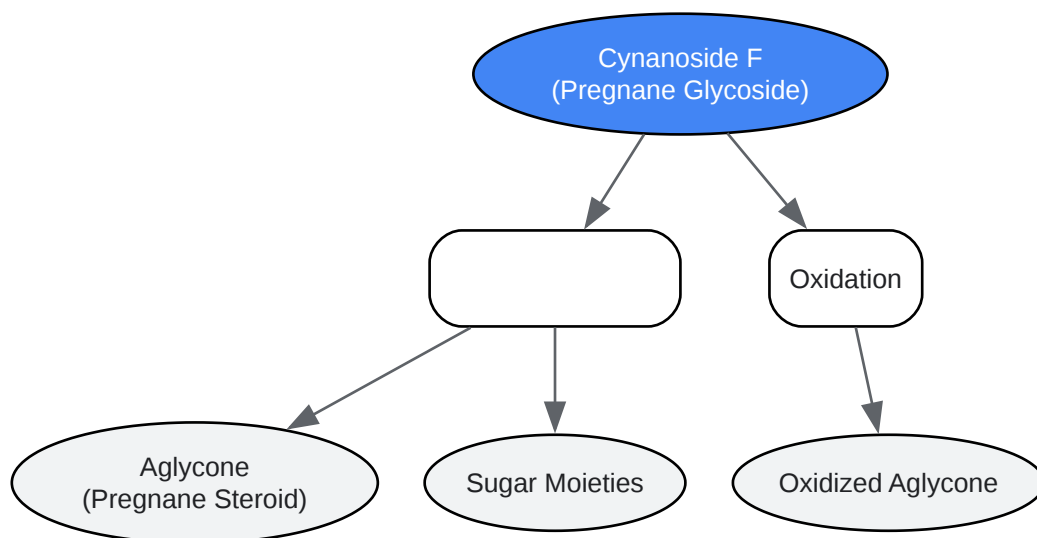 Cynanoside F
(Pregnane Glycoside)
Oxidation
Aglycone
(Pregnane Steroid)
Sugar Moieties
Oxidized Aglycone